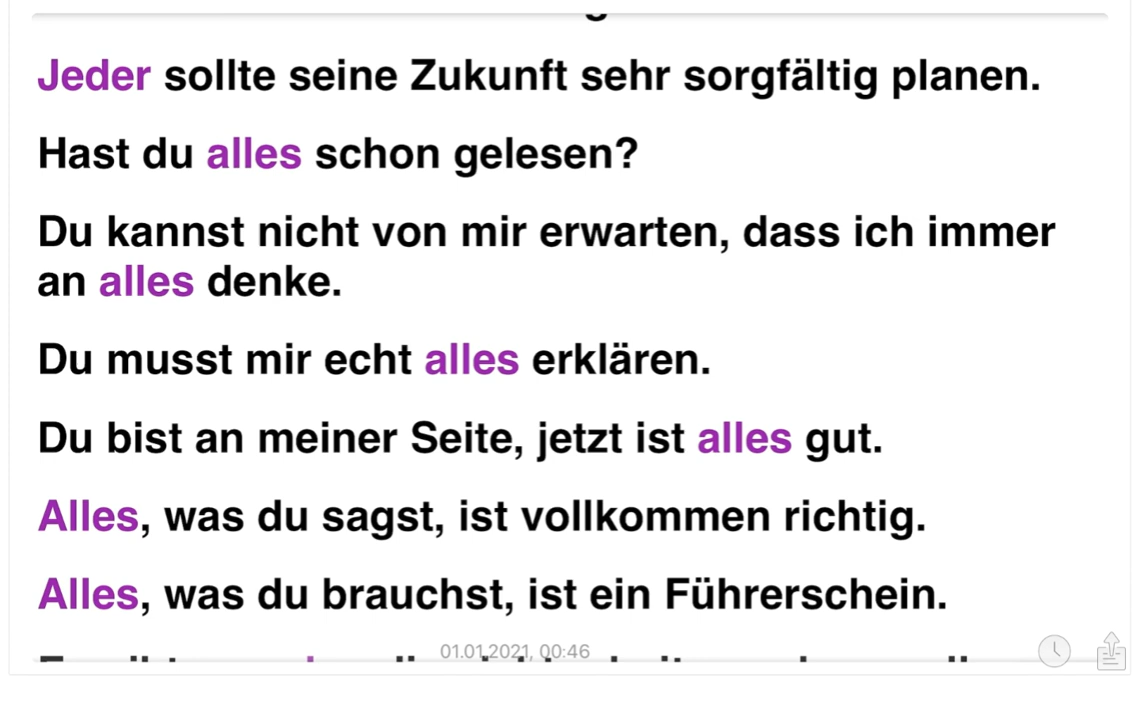 Jeder sollte seine Zukunft sehr sorgfältig planen.
Hast du alles schon gelesen?
Du kannst nicht von mir erwarten, dass ich immer
an alles denke.
Du musst mir echt alles erklären.
Du bist an meiner Seite, jetzt ist alles gut.
Alles, was du sagst, ist vollkommen richtig.
Alles, was du brauchst, ist ein Führerschein.
01.01.2021, 00:46